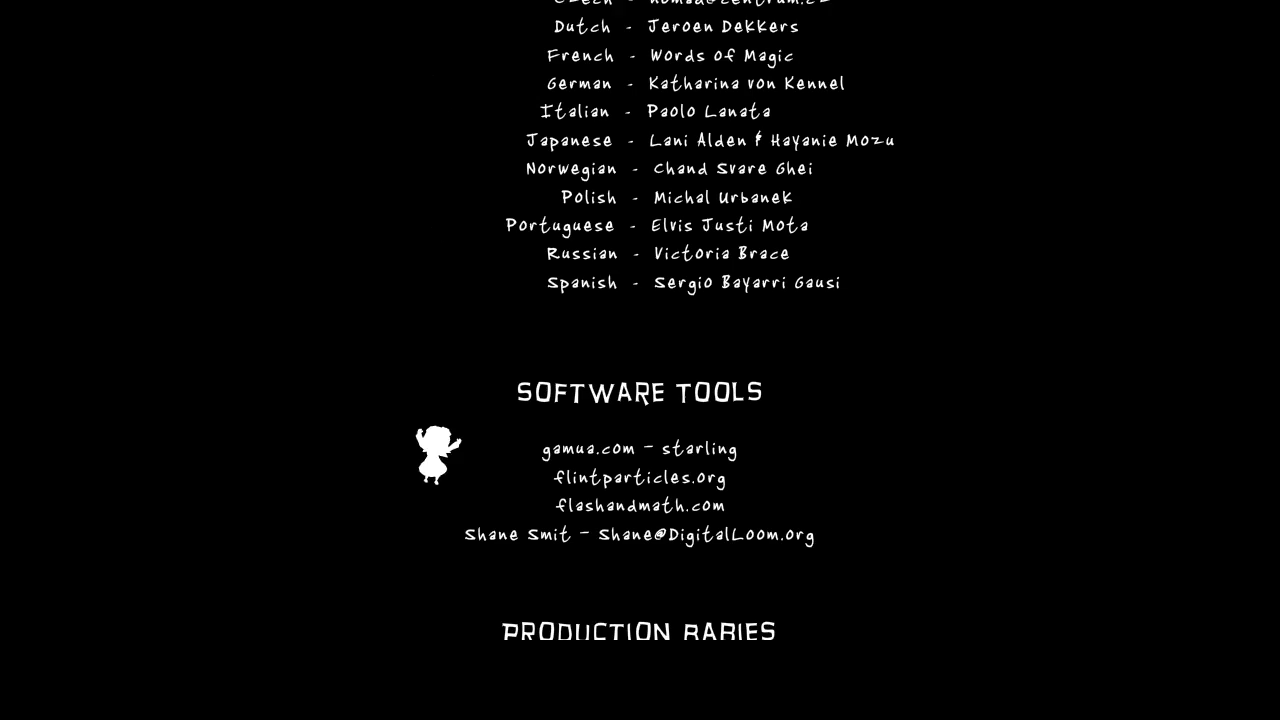 Dutch - Jeroen Dekkers
French - Words of Magic
German - Katharina von Kennel
Italian - Paolo Lanata
Japanese - Lani Alden & Hayanie Mozu
Norwegian - Chand Svare Ghei
Polish - Michal Urbanek
Portuguese - Elvis Justi Mota
Russian - Victoria Brace
Spanish - Sergio Bayarri Gausi
SOFTWARE TOOLS
gamua.com - starling
flintparticles.org
flashandmath.com
Shane Smit - Shane@DigitalLoom.org
PRODUCTION BABIES